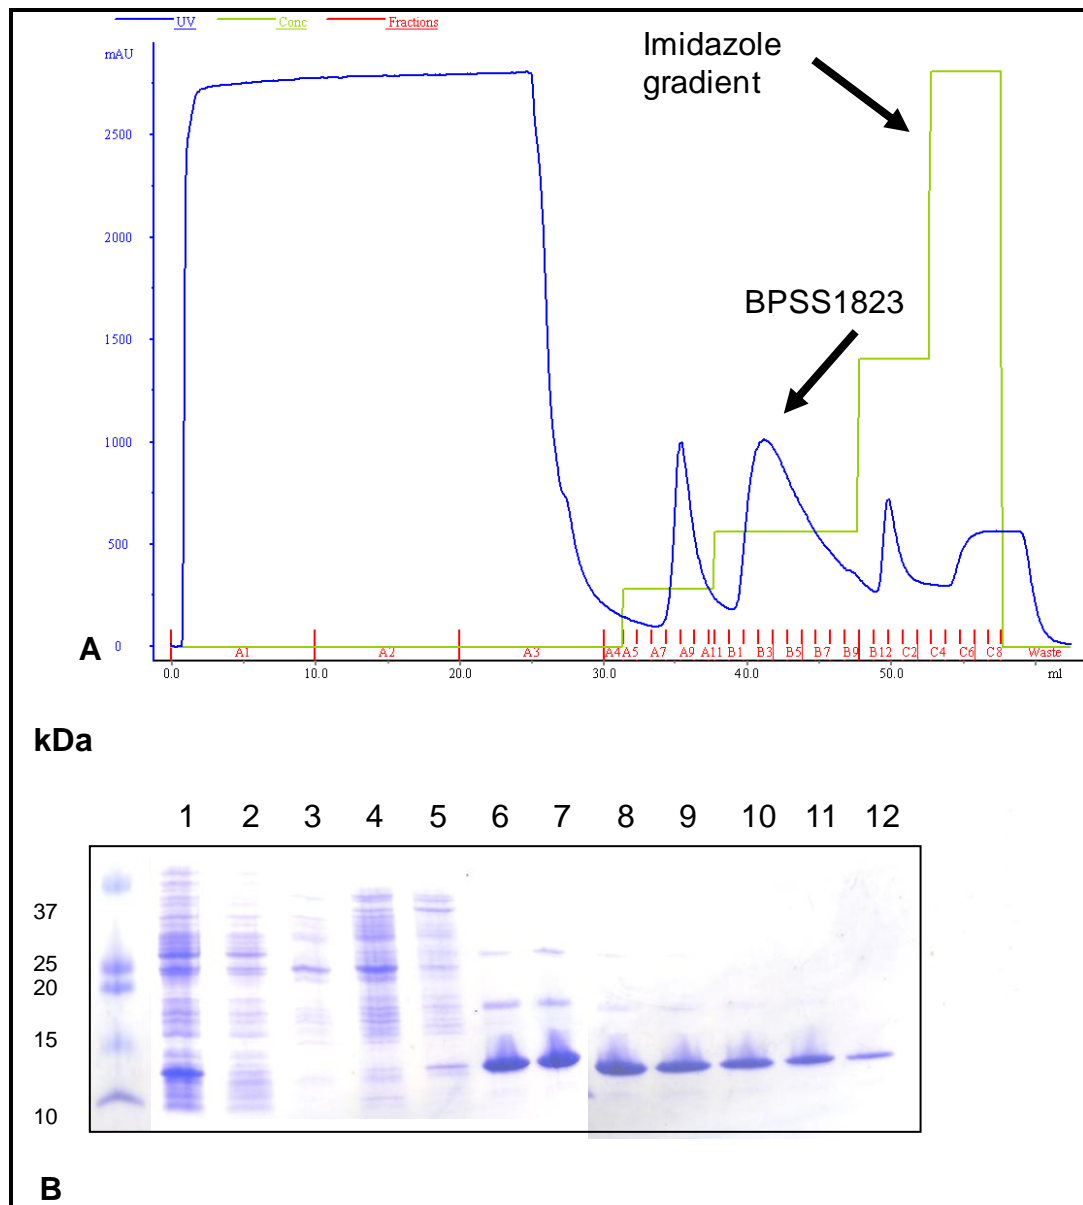 UV Conc Fractions
mAU
Imidazole
gradient
2500
2000
BPSS1823
1500
1000
500
0
A
A1 A2 A3 A4 A5 A7 A9 A11 B1 B3 B5 B7 B9 B12 C2 C4 C6 C8 Waste
0.0 10.0 20.0 30.0 40.0 50.0 ml
kDa
1 2 3 4 5 6 7 8 9 10 11 12
37
25
20
15
10
B